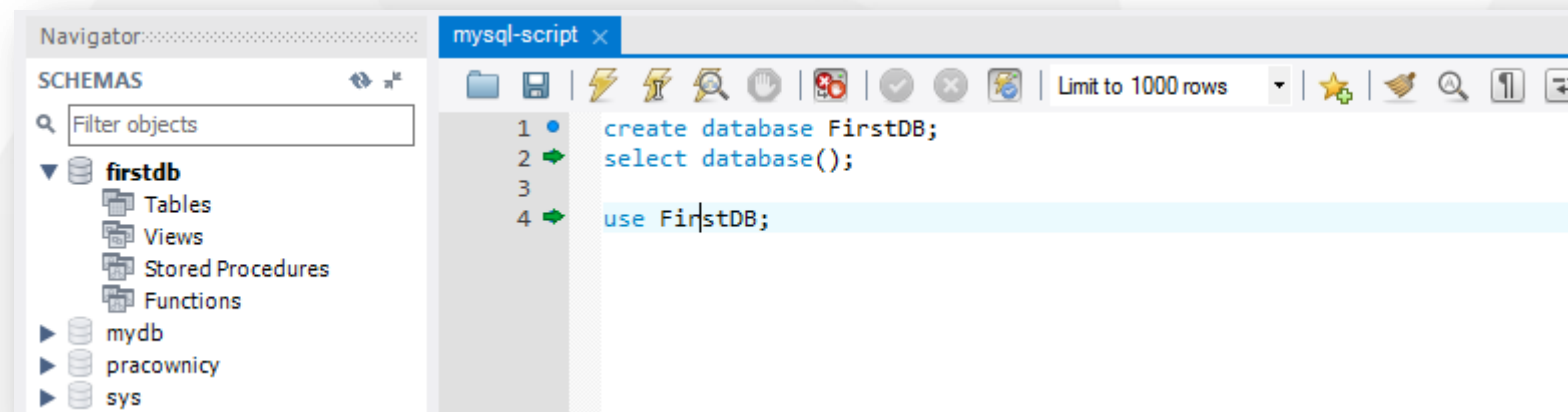 Navigator
SCHEMAS
Filter objects
firstdb
Tables
Views
Stored Procedures
Functions
mydb
pracownicy
sys
mysql-script
Limit to 1000 rows
1 create database FirstDB;
2 select database();
3
4 use FirstDB;